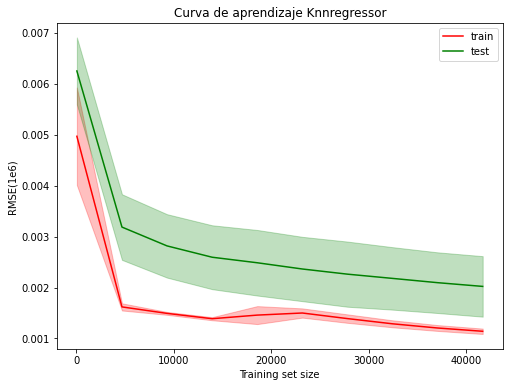 Curva de aprendizaje Knnregressor
train
test
0.007
0.006
0.005
0.004
0.003
0.002
0.001
RMSE(1e6)
0
10000
20000
30000
40000
Training set size